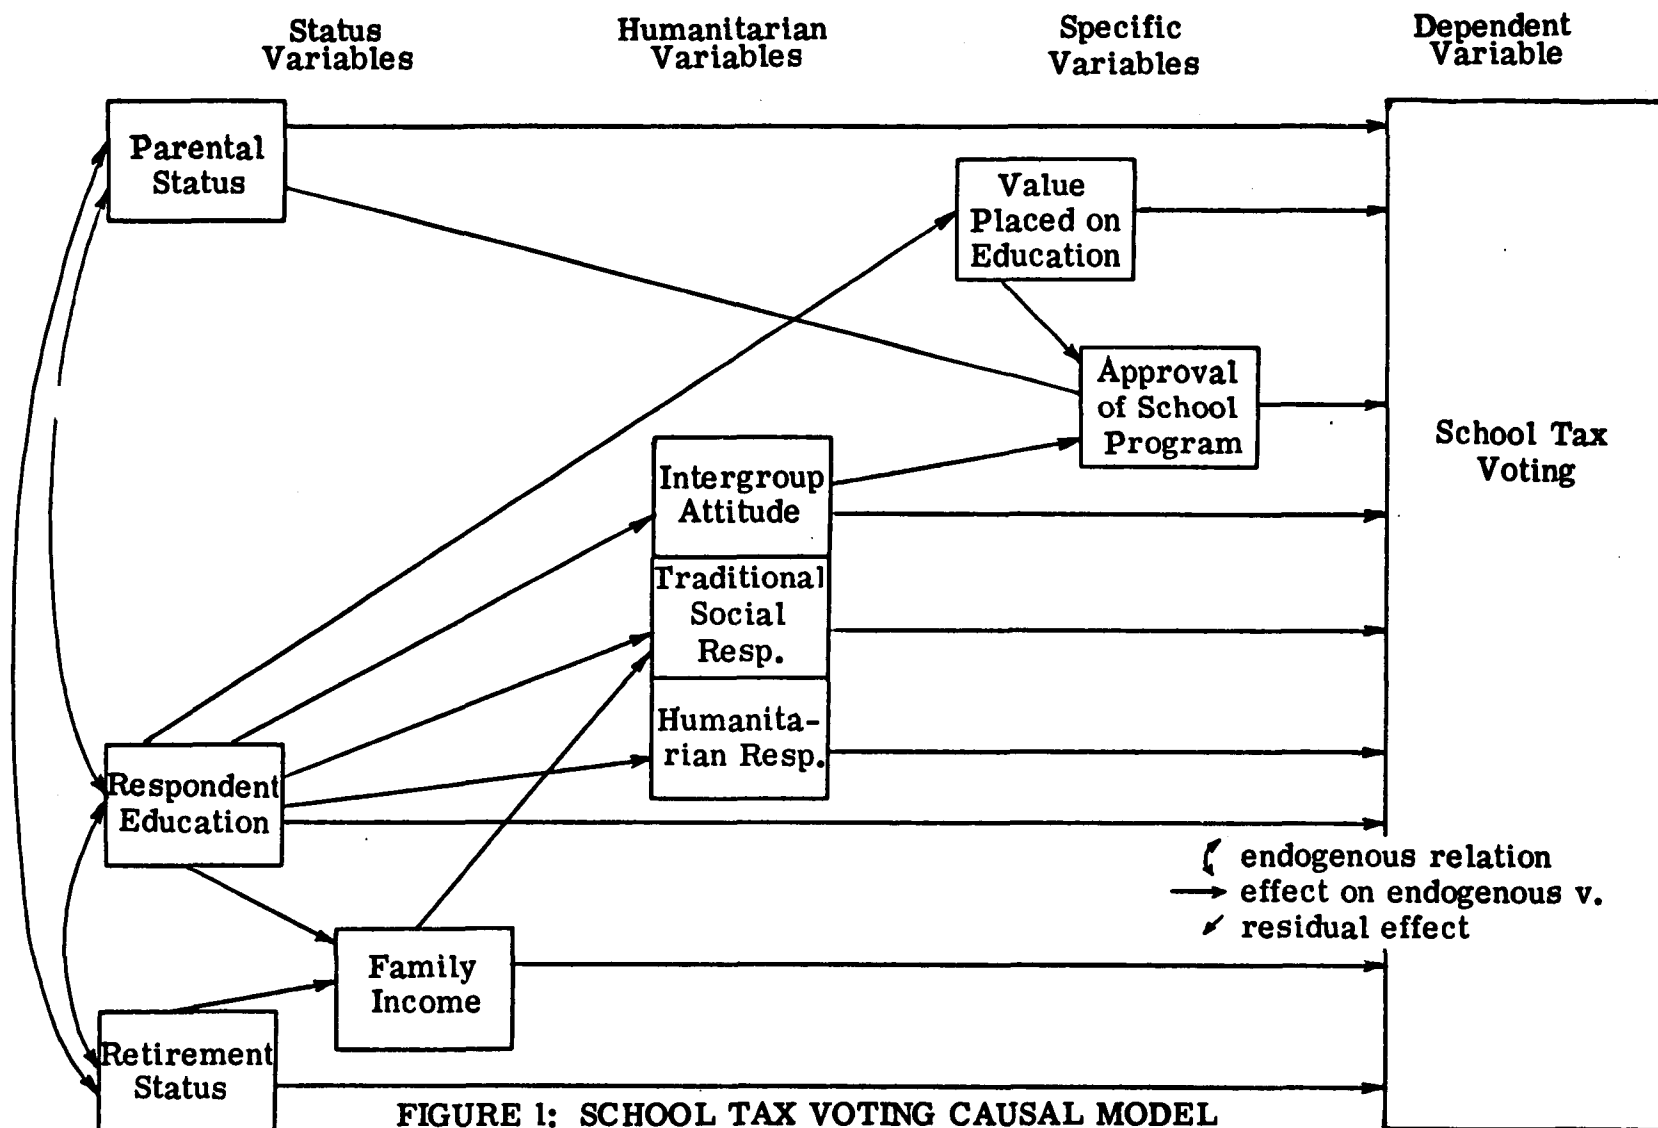 Status
Variables
Humanitarian
Variables
Specific
Variables
Dependent
Variable
Parental
Status
Value
Placed on
Education
Approval
of School
Program
School Tax
Voting
Intergroup
Attitude
Traditional
Social
Resp.
Humanita-
rian Resp.
Respondent
Education
endogenous relation
effect on endogenous v.
residual effect
Family
Income
Retirement
Status
FIGURE 1: SCHOOL TAX VOTING CAUSAL MODEL